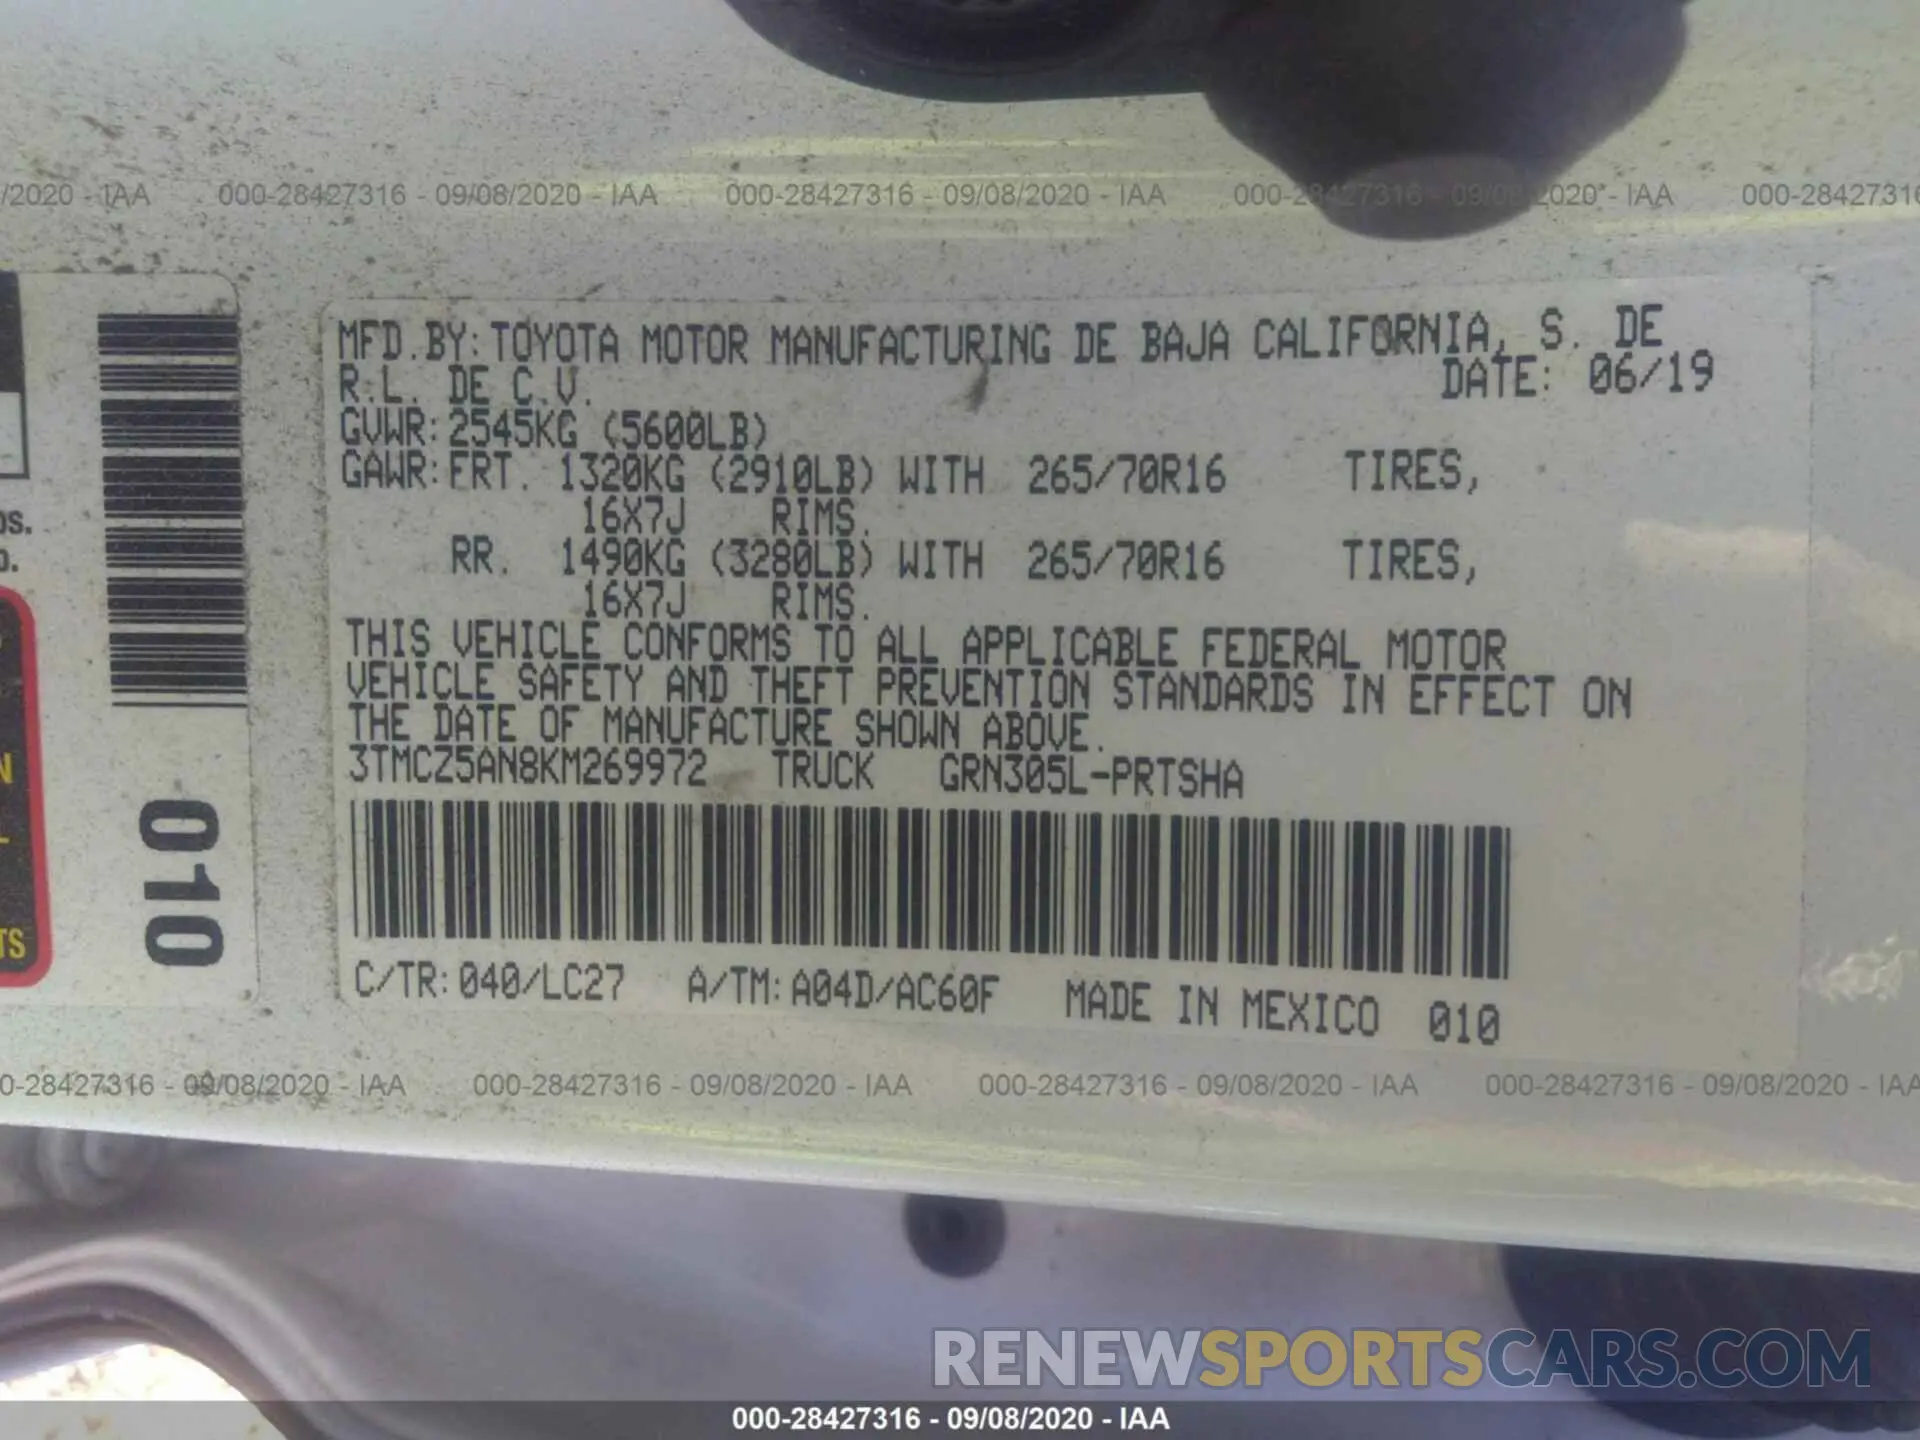 /2020 - IAA 000-28427316 - 09/08/2020 - IAA 000-28427316 - 09/08/2020 - IAA 000-28427316 - 09/08/2020 - IAA 000-28427316
MFD.BY:TOYOTA MOTOR MANUFACTURING DE BAJA CALIFORNIA, S. DE
R.L. DE C.V. DATE: 06/19
GVWR:2545KG (5600LB)
GAWR:FRT. 1320KG (2910LB) WITH 265/70R16 TIRES,
16X7J RIMS.
RR. 1490KG (3280LB) WITH 265/70R16 TIRES,
16X7J RIMS.
THIS VEHICLE CONFORMS TO ALL APPLICABLE FEDERAL MOTOR
VEHICLE SAFETY AND THEFT PREVENTION STANDARDS IN EFFECT ON
THE DATE OF MANUFACTURE SHOWN ABOVE.
3TMCZ5AN8KM269972 TRUCK GRN305L-PRTSHA
C/TR:040/LC27 A/TM:A04D/AC60F MADE IN MEXICO 010
010
0-28427316 - 09/08/2020 - IAA 000-28427316 - 09/08/2020 - IAA 000-28427316 - 09/08/2020 - IAA 000-28427316 - 09/08/2020 - IAA
RENEWSPORTSCARS.COM
000-28427316 - 09/08/2020 - IAA